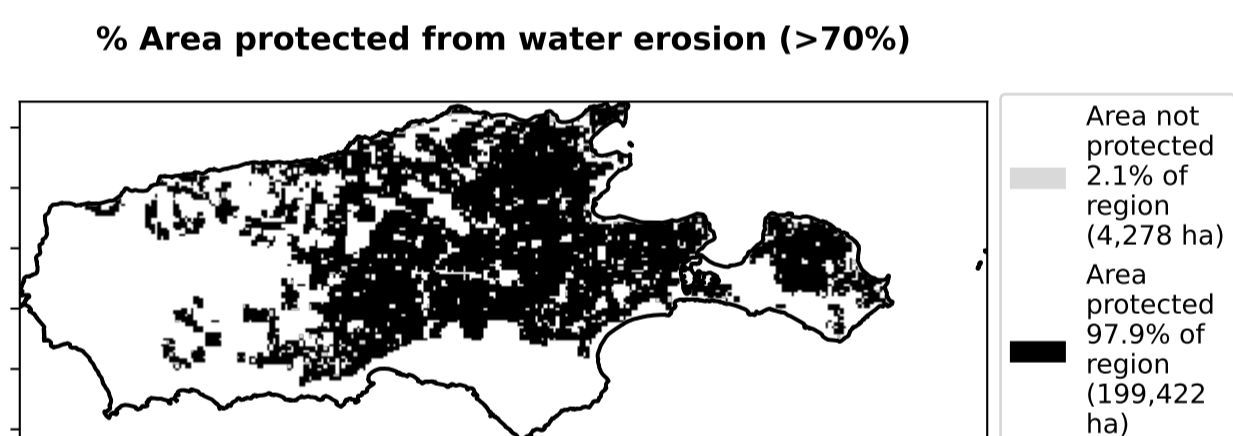 % Area protected from water erosion (>70%)
Area not
protected
2.1% of
region
(4,278 ha)
Area
protected
97.9% of
region
(199,422
ha)